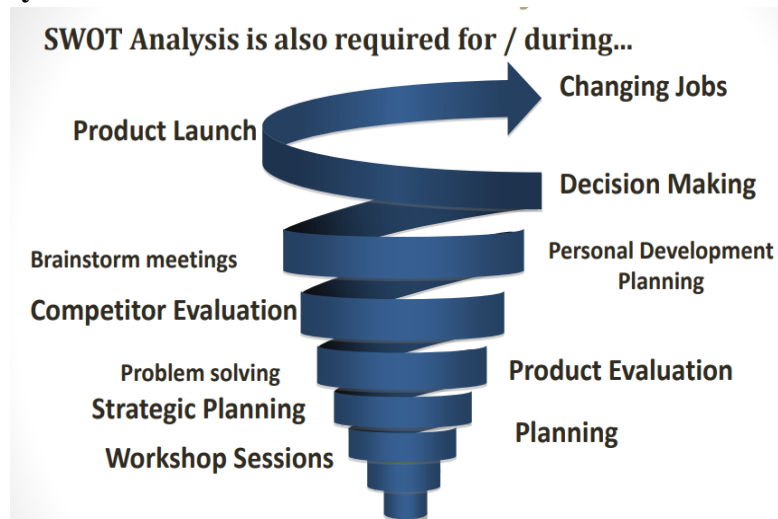 SWOT Analysis is also required for / during...
Changing Jobs
Product Launch
Decision Making
Brainstorm meetings
Personal Development
Planning
Competitor Evaluation
Problem solving
Product Evaluation
Strategic Planning
Planning
Workshop Sessions